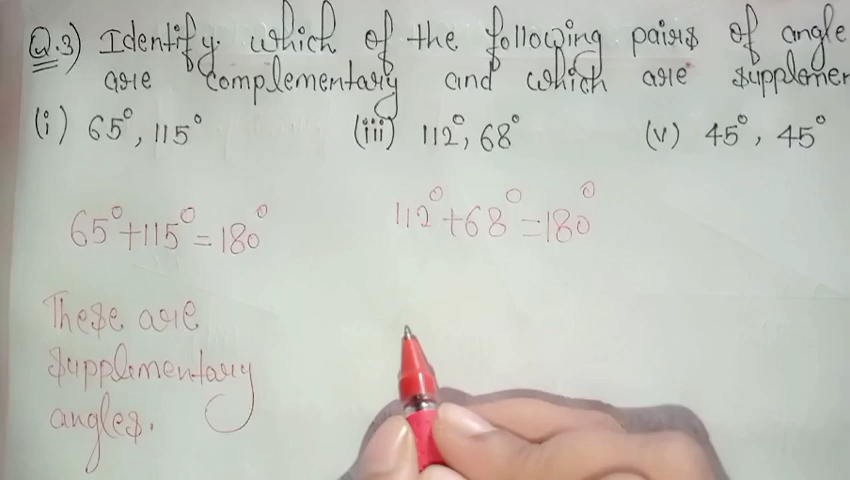 Q.3) Identify which of the following pairs of angle
are complementary and which are supplemen
(i) 65°, 115° (iii) 112°, 68° (v) 45°, 45°
65°+115°=180° 112°+68°=180°
These are
supplimentary
angles.